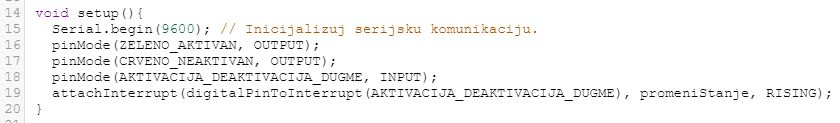 14 void setup(){
15 Serial.begin(9600); // Inicijalizuj serijsku komunikaciju.
16 pinMode(ZELENO_AKTIVAN, OUTPUT);
17 pinMode(CRVENO_NEAKTIVAN, OUTPUT);
18 pinMode(AKTIVACIJA_DEAKTIVACIJA_DUGME, INPUT);
19 attachInterrupt(digitalPinToInterrupt(AKTIVACIJA_DEAKTIVACIJA_DUGME), promeniStanje, RISING);
20 }